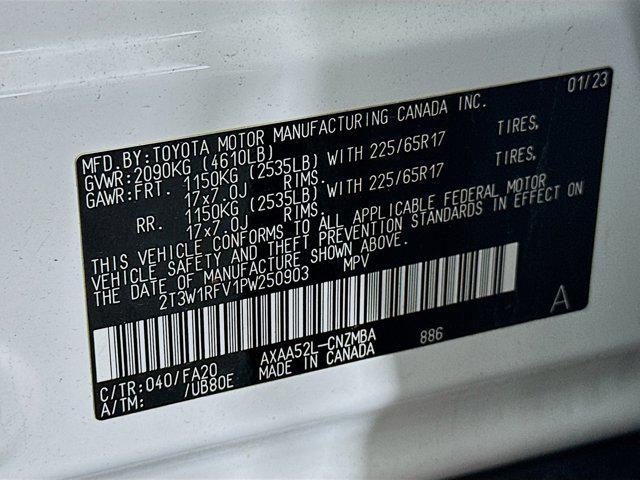 MFD.BY:TOYOTA MOTOR MANUFACTURING CANADA INC. 01/23
GVWR:2090KG (4610LB)
GAWR:FRT. 1150KG (2535LB) WITH 225/65R17 TIRES,
17x7.0J RIMS.
RR. 1150KG (2535LB) WITH 225/65R17 TIRES,
17x7.0J RIMS.
THIS VEHICLE CONFORMS TO ALL APPLICABLE FEDERAL MOTOR
VEHICLE SAFETY AND THEFT PREVENTION STANDARDS IN EFFECT ON
THE DATE OF MANUFACTURE SHOWN ABOVE.
2T3W1RFV1PW250903 MPV
A
C/TR:040/FA20 AXAA52L-CNZMBA 886
A/TM: /UB80E MADE IN CANADA